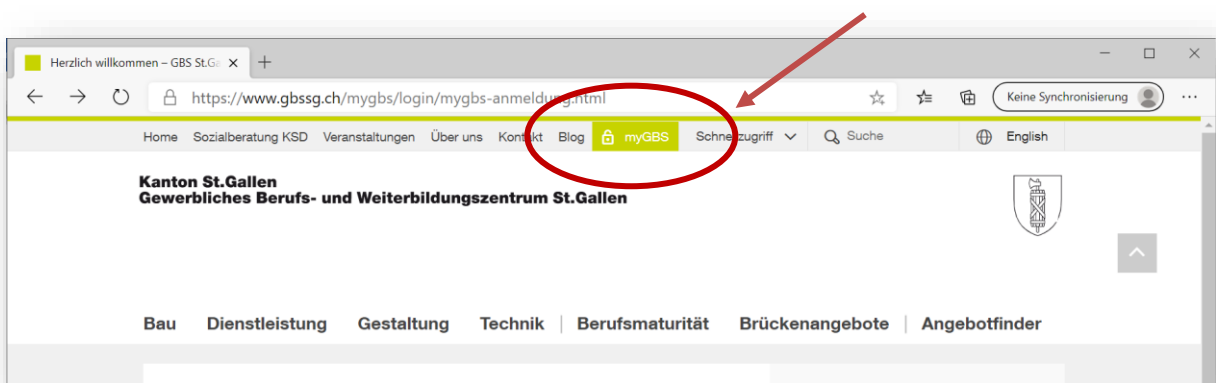 Herzlich willkommen – GBS St.Ga
https://www.gbssg.ch/mygbs/login/mygbs-anmeldung.html
Keine Synchronisierung
Home Sozialberatung KSD Veranstaltungen Über uns Kontakt Blog myGBS Schnellzugriff Suche English
Kanton St.Gallen
Gewerbliches Berufs- und Weiterbildungszentrum St.Gallen
Bau Dienstleistung Gestaltung Technik | Berufsmaturität Brückenangebote | Angebotfinder